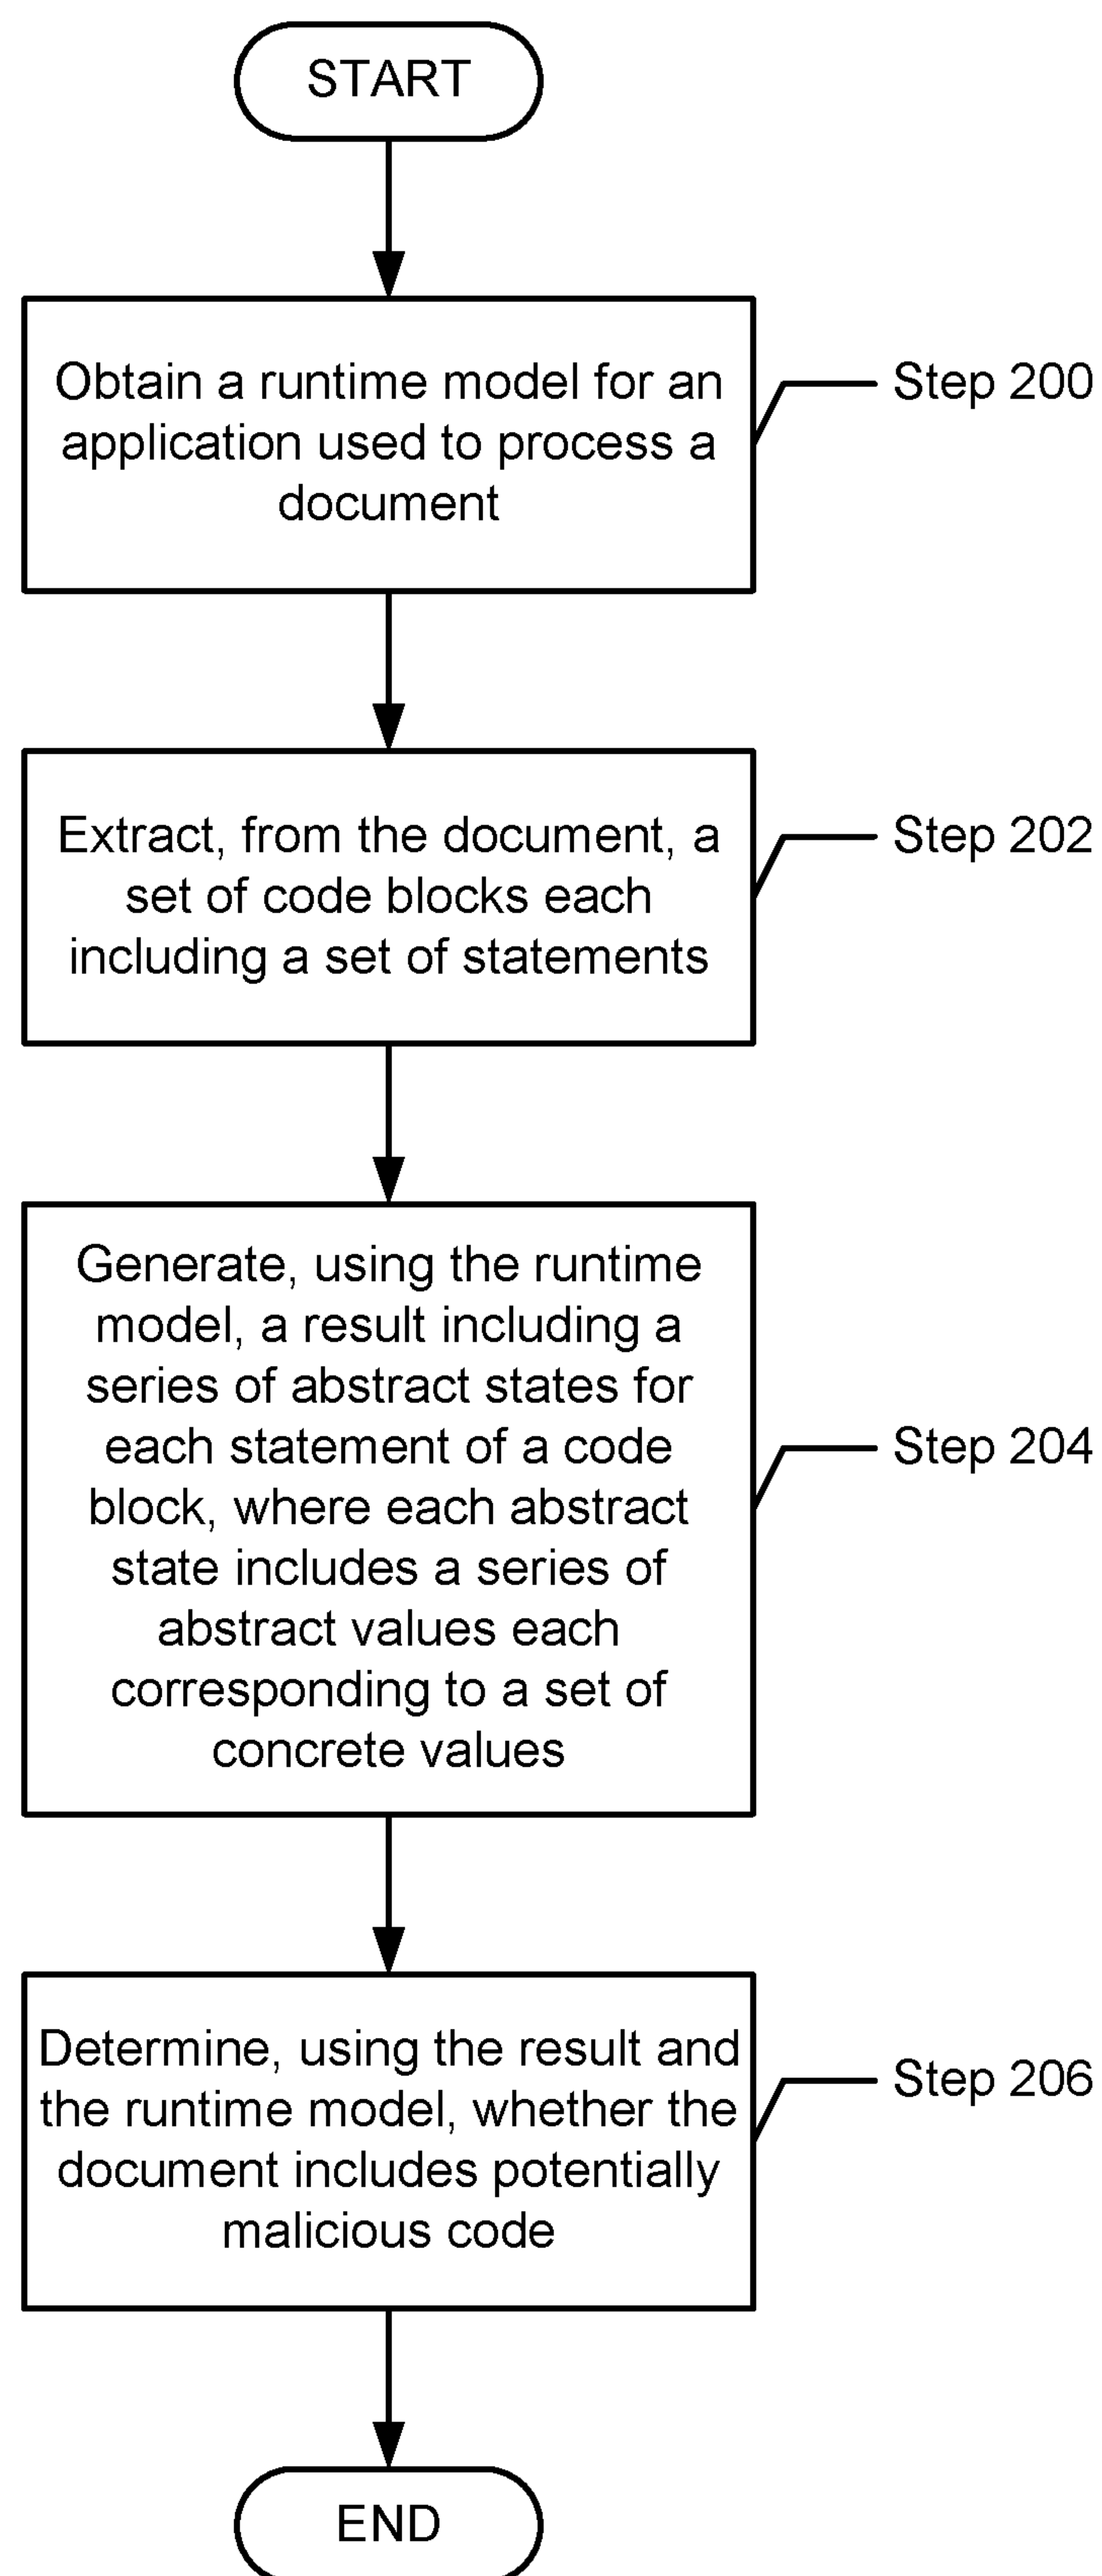 START
Obtain a runtime model for an
application used to process a
document
Step 200
Extract, from the document, a
set of code blocks each
including a set of statements
Step 202
Generate, using the runtime
model, a result including a
series of abstract states for
each statement of a code
block, where each abstract
state includes a series of
abstract values each
corresponding to a set of
concrete values
Step 204
Determine, using the result and
the runtime model, whether the
document includes potentially
malicious code
Step 206
END